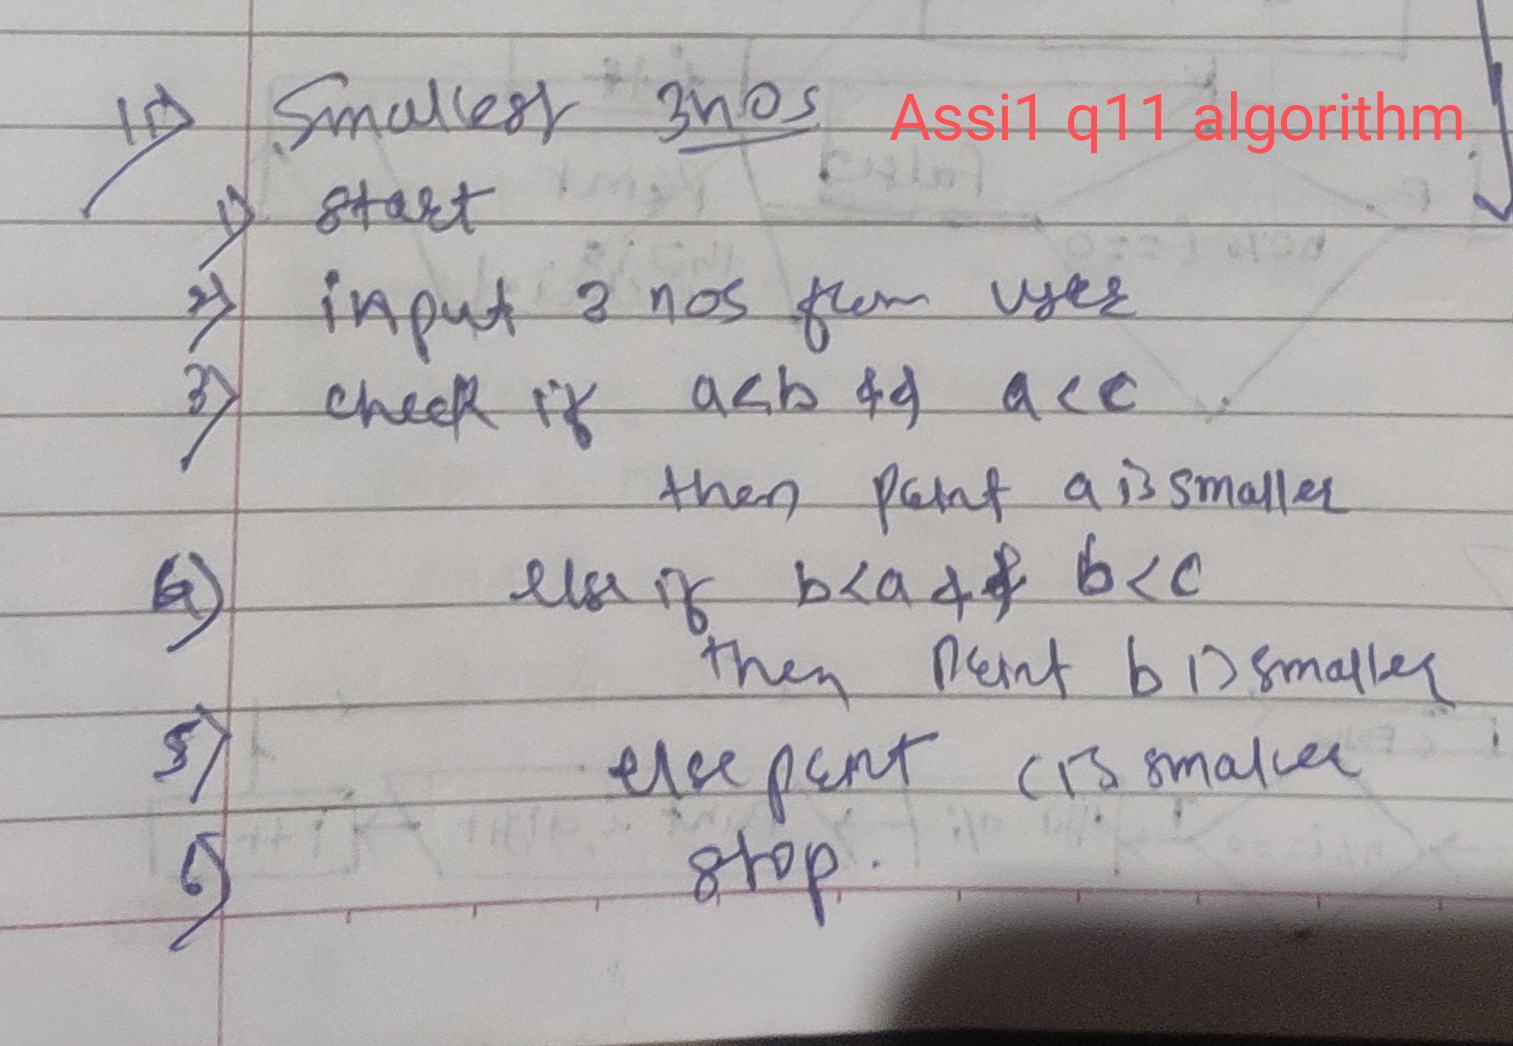 11) Smallest 3nos Assi1 q11 algorithm
1) start
2) input 3 nos from user
3) check if a<b && a<c
then print a is smaller
4) else if b<a && b<c
then print b is smaller
5) else print c is smaller
6) stop.